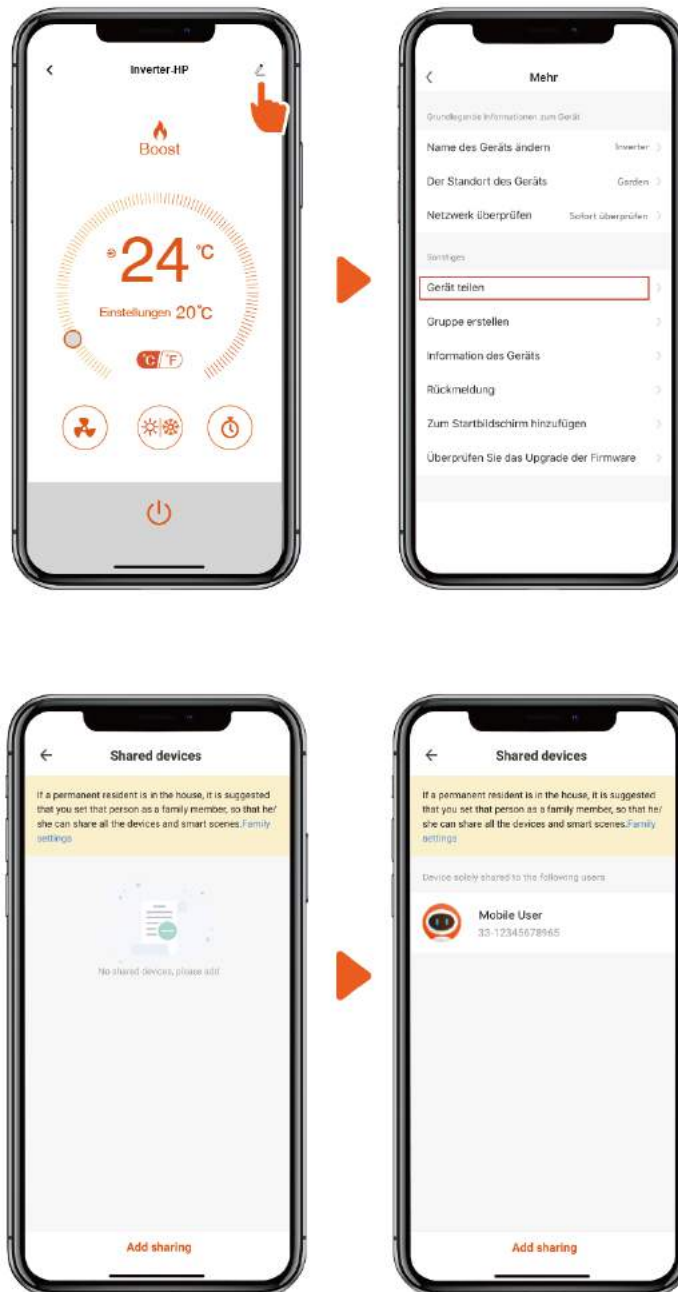 Inverter-HP
Boost
24 °C
Einstellungen 20°C
°C/°F
Mehr
Grundlegende Informationen zum Gerät
Name des Geräts ändern Inverter
Der Standort des Geräts Garden
Netzwerk überprüfen Sofort überprüfen
Sonstiges
Gerät teilen
Gruppe erstellen
Information des Geräts
Rückmeldung
Zum Startbildschirm hinzufügen
Überprüfen Sie das Upgrade der Firmware
Shared devices
If a permanent resident is in the house, it is suggested
that you set that person as a family member, so that he/
she can share all the devices and smart scenes.Family
settings
No shared devices, please add
Add sharing
Shared devices
If a permanent resident is in the house, it is suggested
that you set that person as a family member, so that he/
she can share all the devices and smart scenes.Family
settings
Device solely shared to the following users
Mobile User
33-12345678965
Add sharing